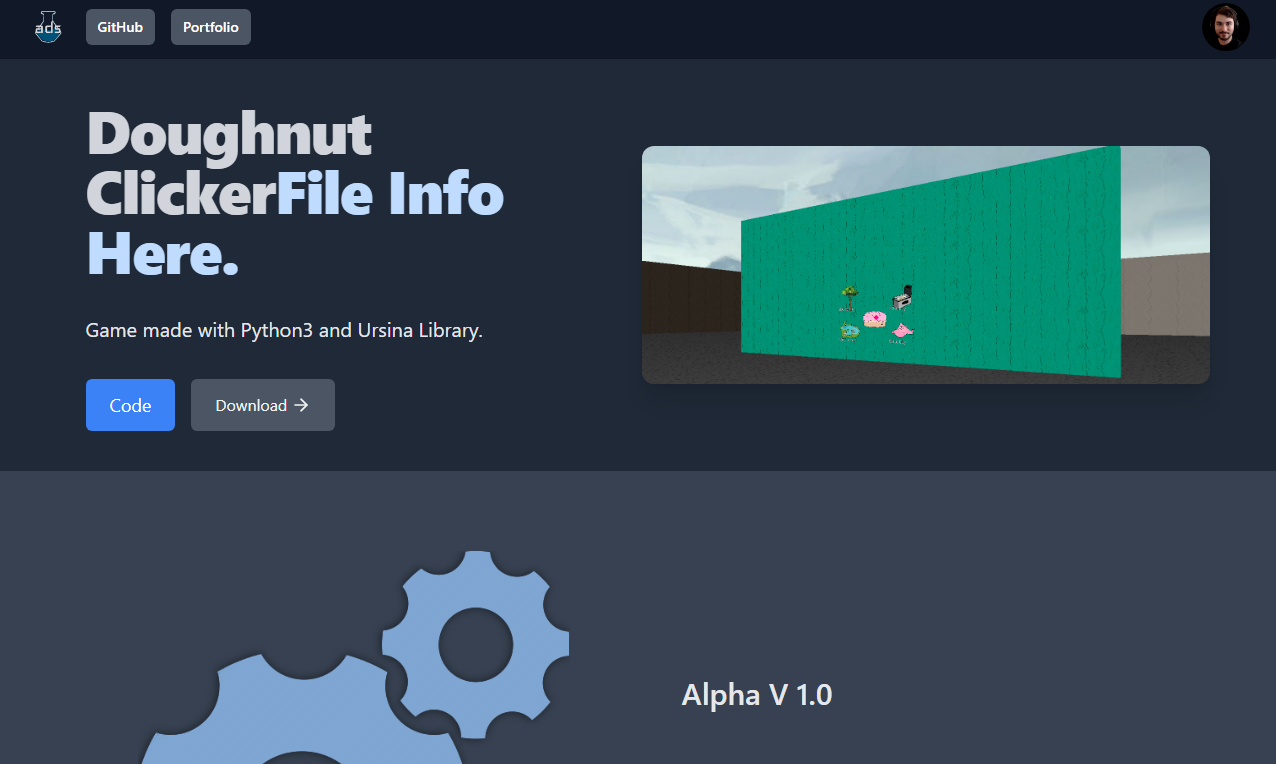 ads
GitHub
Portfolio
Doughnut
ClickerFile Info
Here.
Game made with Python3 and Ursina Library.
Code
Download →
Alpha V 1.0